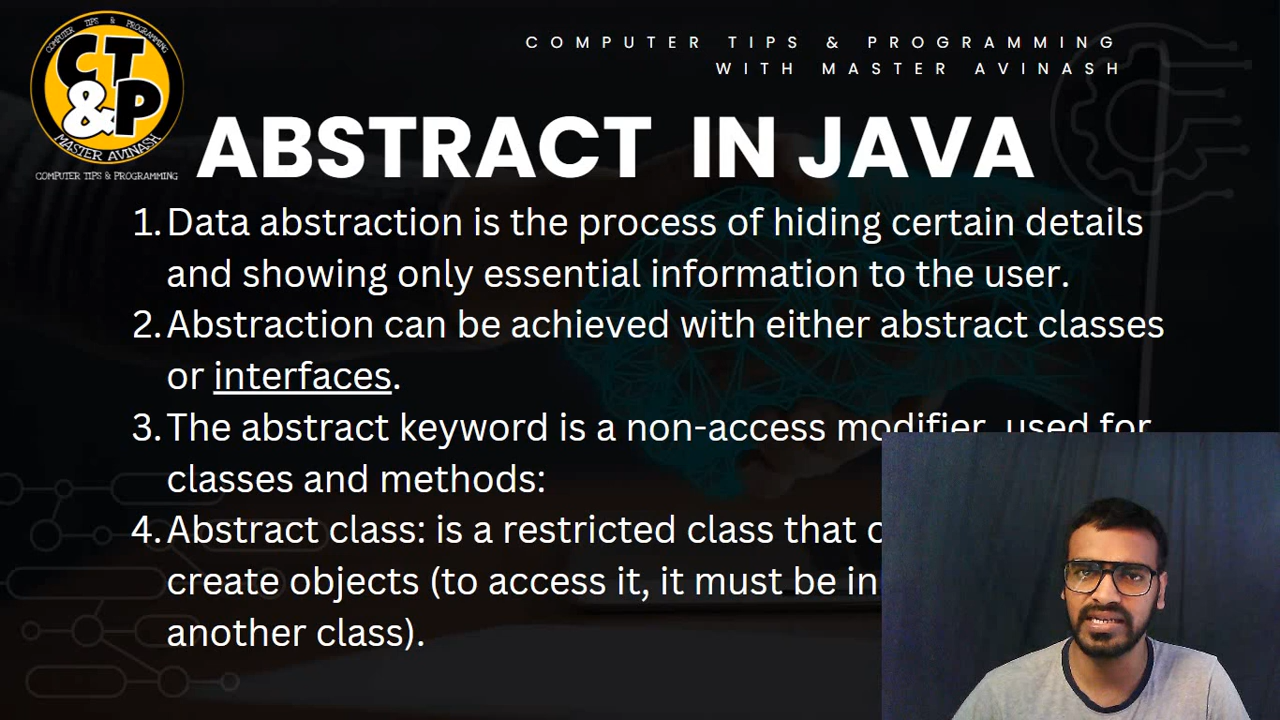 COMPUTER TIPS & PROGRAMMING
CT
&P
MASTER AVINASH
COMPUTER TIPS & PROGRAMMING
COMPUTER TIPS & PROGRAMMING
WITH MASTER AVINASH
ABSTRACT IN JAVA
1. Data abstraction is the process of hiding certain details
and showing only essential information to the user.
2. Abstraction can be achieved with either abstract classes
or interfaces.
3. The abstract keyword is a non-access modifier, used for
classes and methods:
4. Abstract class: is a restricted class that
create objects (to access it, it must be
another class).